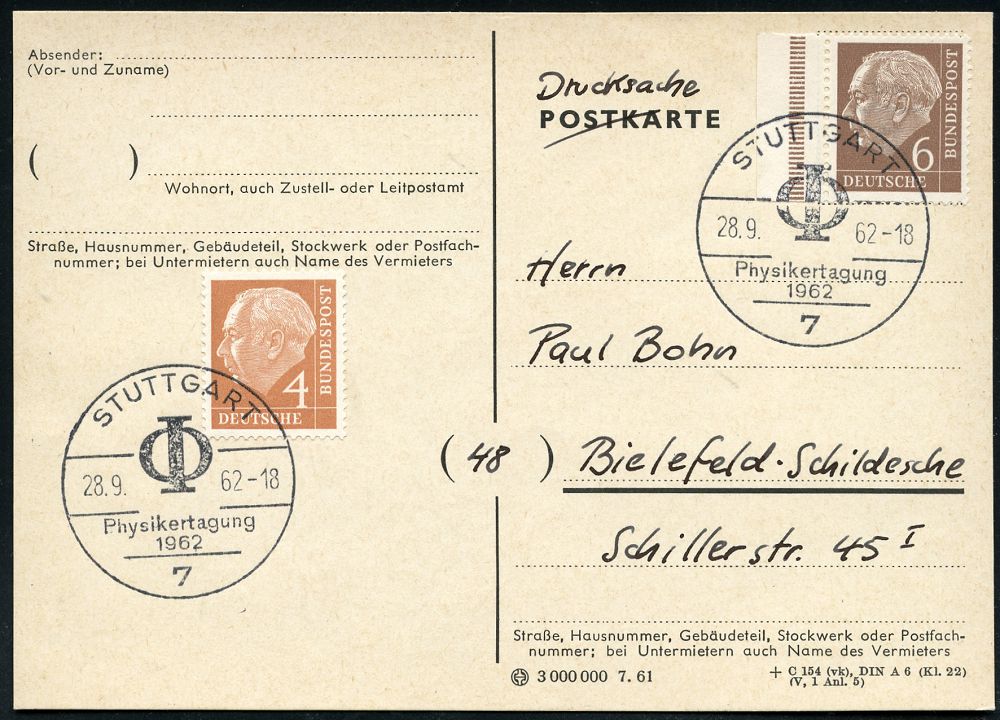 Absender:
(Vor- und Zuname)
( )
Wohnort, auch Zustell- oder Leitpostamt
Straße, Hausnummer, Gebäudeteil, Stockwerk oder Postfach-
nummer; bei Untermietern auch Name des Vermieters
4
DEUTSCHE
BUNDESPOST
STUTTGART
Φ
28.9. 62-18
Physikertagung
1962
7
Drucksache
POSTKARTE
6
DEUTSCHE
BUNDESPOST
STUTTGART
Φ
28.9. 62-18
Physikertagung
1962
7
Herrn
Paul Bohn
(48) Bielefeld-Schildesche
Schillerstr. 45 I
Straße, Hausnummer, Gebäudeteil, Stockwerk oder Postfach-
nummer; bei Untermietern auch Name des Vermieters
3 000 000 7. 61
+ C 154 (vk), DIN A 6 (Kl. 22)
(V, 1 Anl. 5)